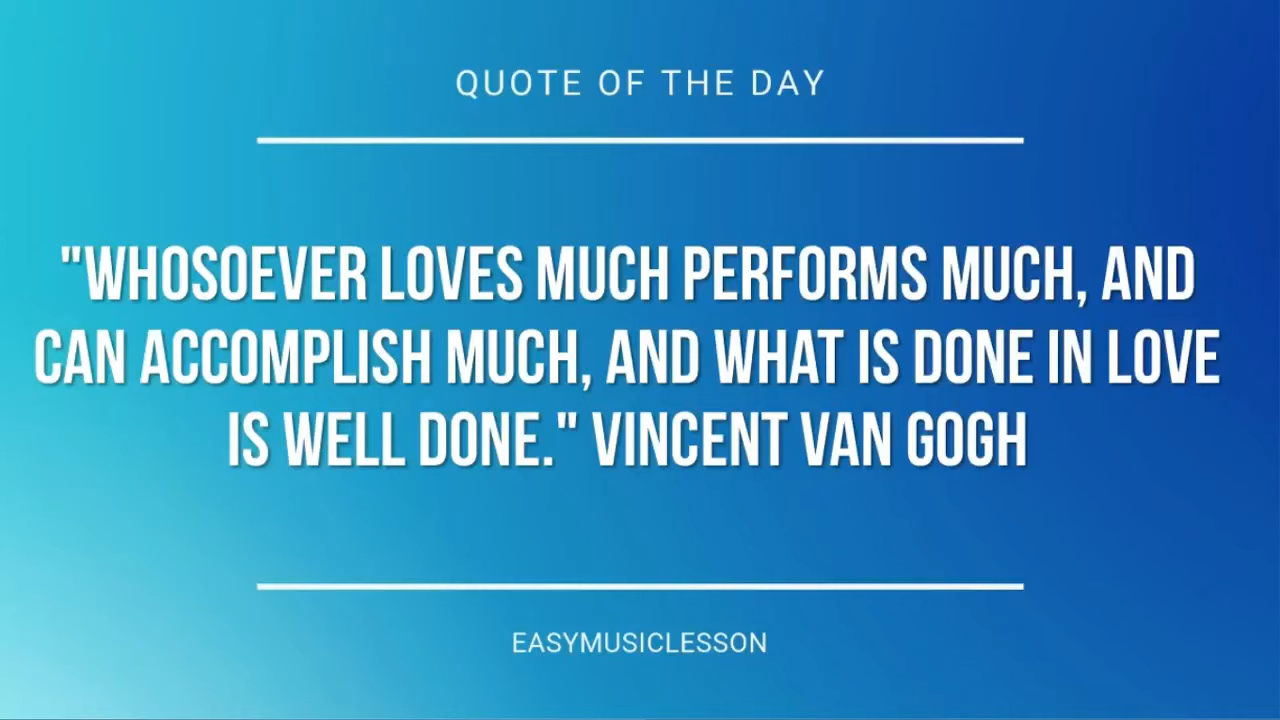 QUOTE OF THE DAY
"WHOSOEVER LOVES MUCH PERFORMS MUCH, AND
CAN ACCOMPLISH MUCH, AND WHAT IS DONE IN LOVE
IS WELL DONE." VINCENT VAN GOGH
EASYMUSICLESSON